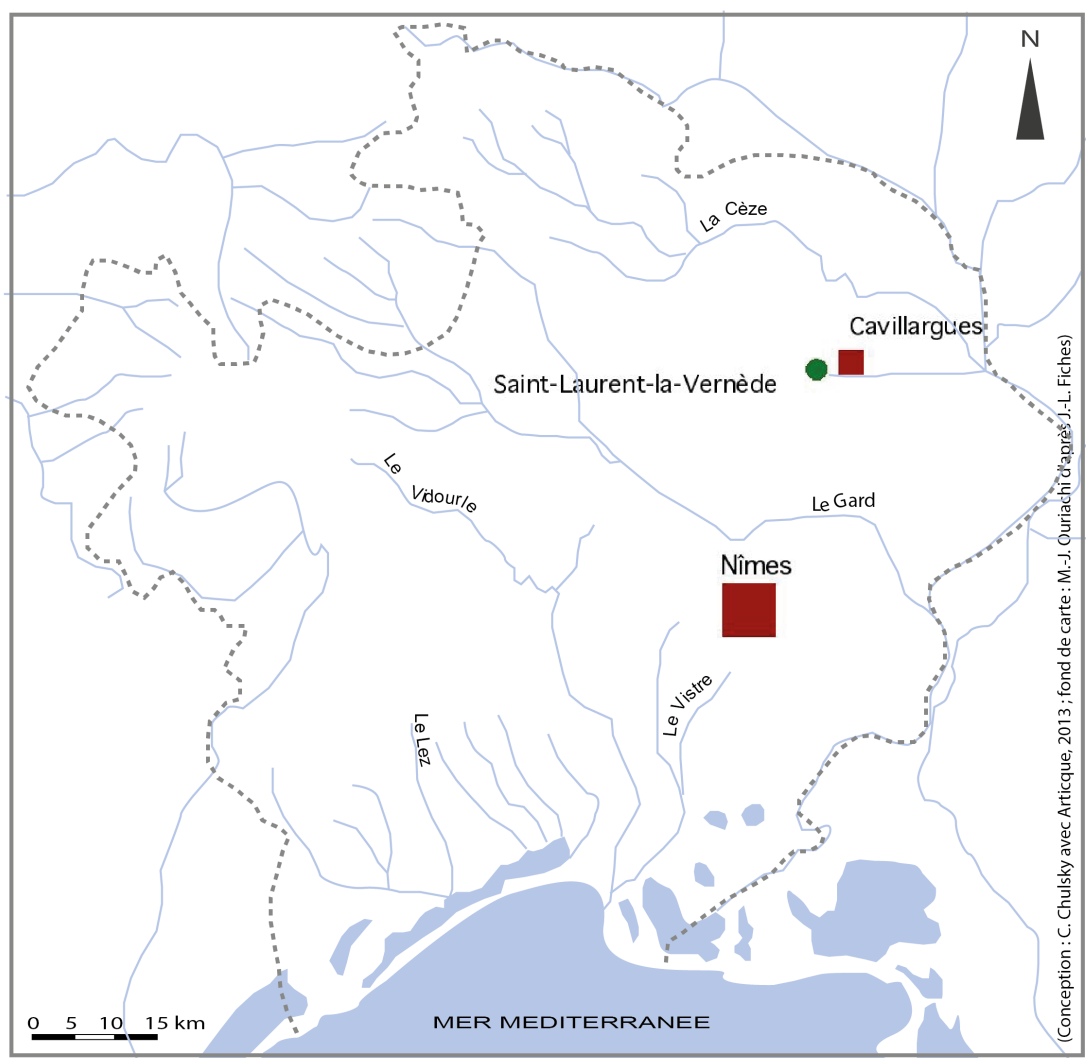 N
La Cèze
Cavillargues
Saint-Laurent-la-Vernède
Le
Vidourle
Le Gard
Nîmes
Le Vistre
Le Lez
MER MEDITERRANEE
0 5 10 15 km
(Conception : C. Chulsky avec Articque, 2013 ; fond de carte : M.-J. Ouriachi d'après J.-L. Fiches)